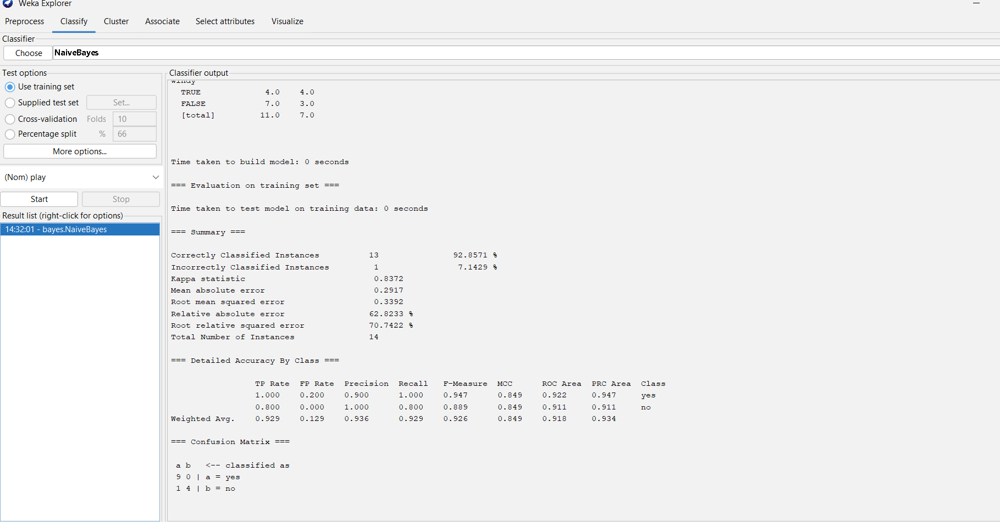 Weka Explorer
Preprocess Classify Cluster Associate Select attributes Visualize
Classifier
Choose NaiveBayes
Test options
Use training set
Supplied test set Set...
Cross-validation Folds 10
Percentage split % 66
More options...
(Nom) play
Start Stop
Result list (right-click for options)
14:32:01 - bayes.NaiveBayes
Classifier output
windy
TRUE 4.0 4.0
FALSE 7.0 3.0
[total] 11.0 7.0
Time taken to build model: 0 seconds
=== Evaluation on training set ===
Time taken to test model on training data: 0 seconds
=== Summary ===
Correctly Classified Instances 13 92.8571 %
Incorrectly Classified Instances 1 7.1429 %
Kappa statistic 0.8372
Mean absolute error 0.2917
Root mean squared error 0.3392
Relative absolute error 62.8233 %
Root relative squared error 70.7422 %
Total Number of Instances 14
=== Detailed Accuracy By Class ===
TP Rate FP Rate Precision Recall F-Measure MCC ROC Area PRC Area Class
1.000 0.200 0.900 1.000 0.947 0.849 0.922 0.947 yes
0.800 0.000 1.000 0.800 0.889 0.849 0.911 0.911 no
Weighted Avg. 0.929 0.129 0.936 0.929 0.926 0.849 0.918 0.934
=== Confusion Matrix ===
a b <-- classified as
9 0 | a = yes
1 4 | b = no